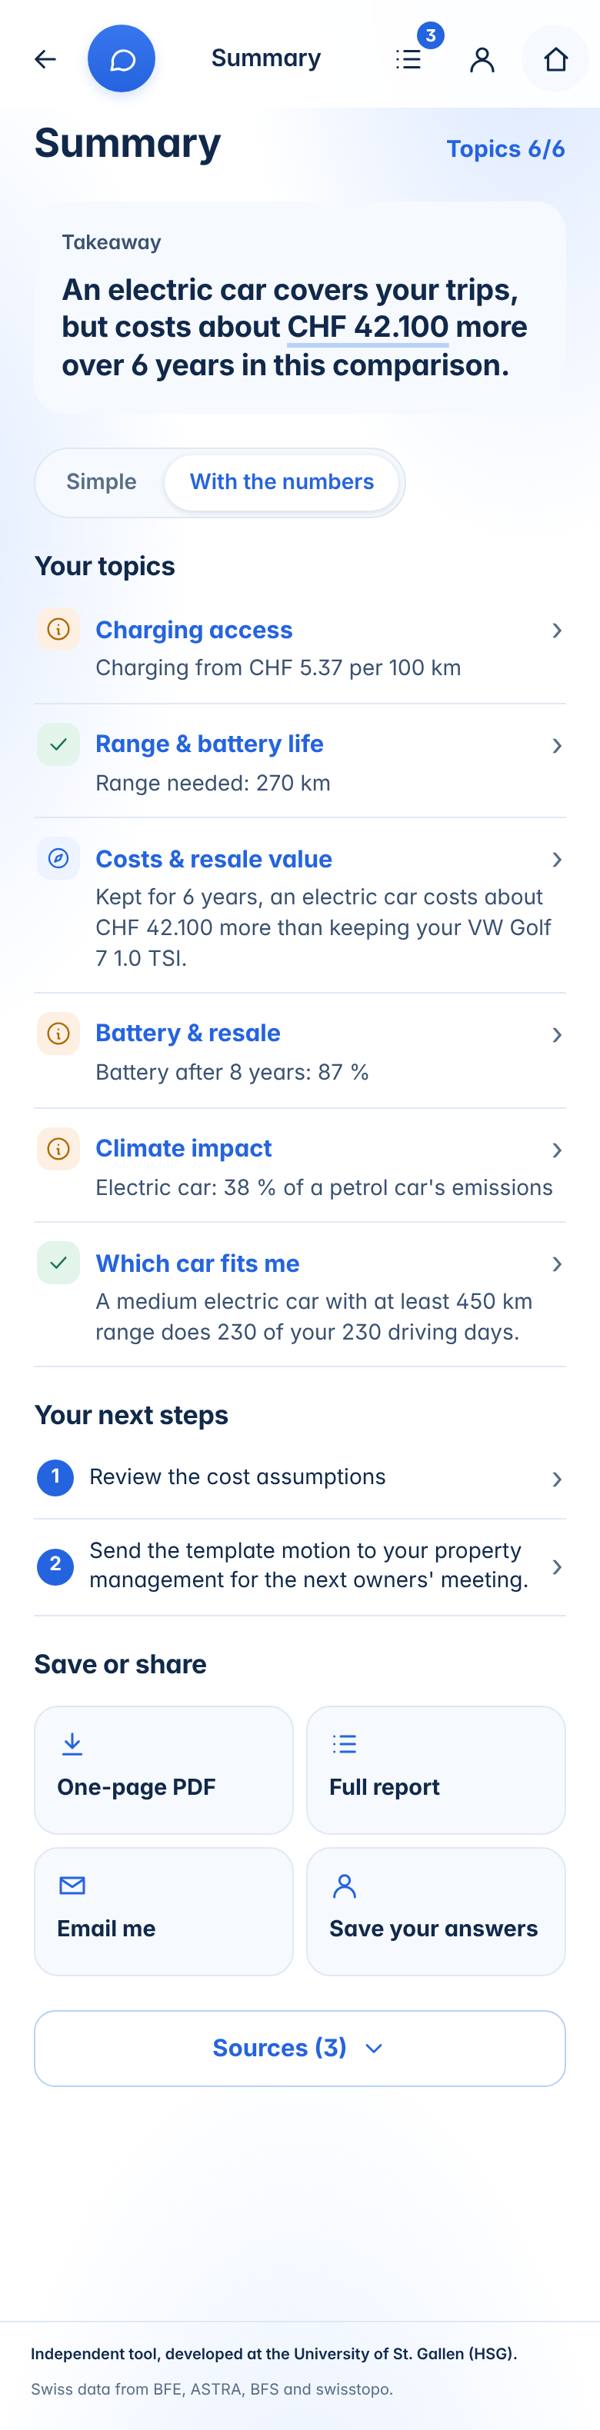 Summary
3
Summary
Topics 6/6
Takeaway
An electric car covers your trips,
but costs about CHF 42.100 more
over 6 years in this comparison.
Simple
With the numbers
Your topics
Charging access
Charging from CHF 5.37 per 100 km
Range & battery life
Range needed: 270 km
Costs & resale value
Kept for 6 years, an electric car costs about
CHF 42.100 more than keeping your VW Golf
7 1.0 TSI.
Battery & resale
Battery after 8 years: 87 %
Climate impact
Electric car: 38 % of a petrol car's emissions
Which car fits me
A medium electric car with at least 450 km
range does 230 of your 230 driving days.
Your next steps
1
Review the cost assumptions
2
Send the template motion to your property
management for the next owners' meeting.
Save or share
One-page PDF
Full report
Email me
Save your answers
Sources (3)
Independent tool, developed at the University of St. Gallen (HSG).
Swiss data from BFE, ASTRA, BFS and swisstopo.